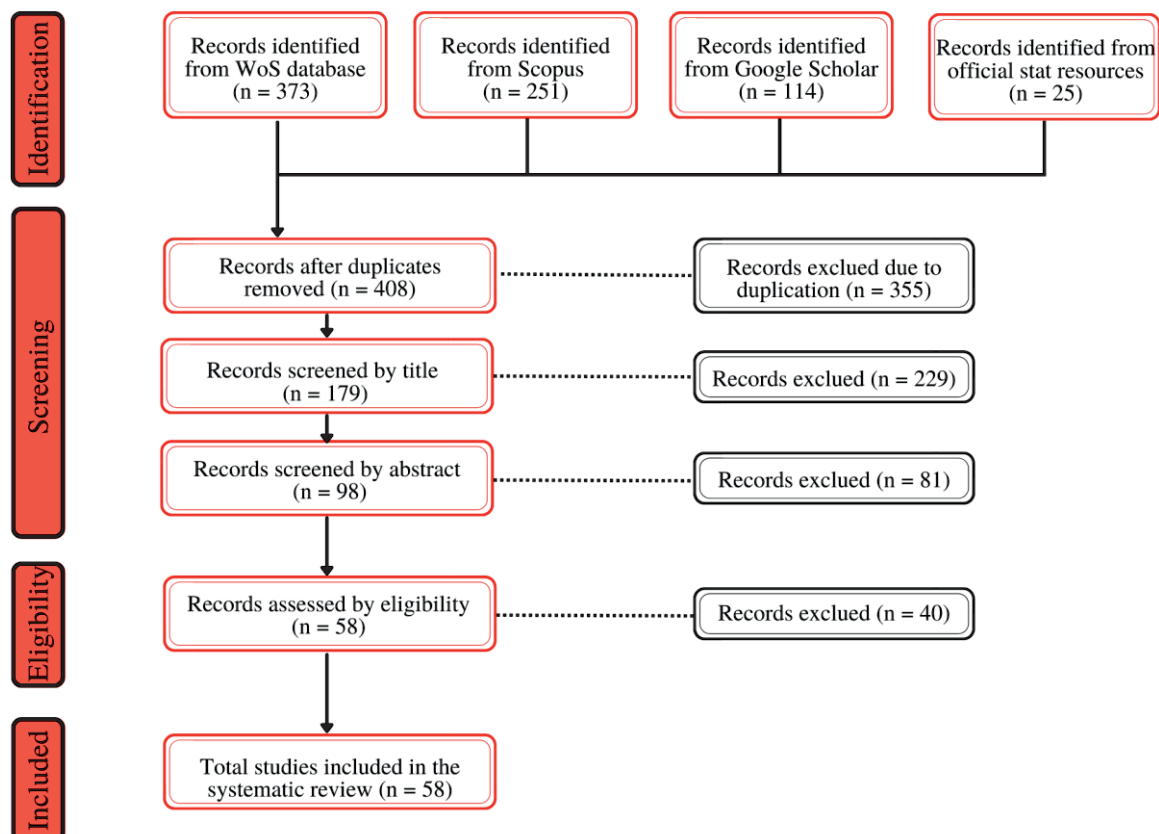 Identification
Records identified
from WoS database
(n = 373)
Records identified
from Scopus
(n = 251)
Records identified
from Google Scholar
(n = 114)
Records identified from
official stat resources
(n = 25)
Screening
Records after duplicates
removed (n = 408)
Records exclued due to
duplication (n = 355)
Records screened by title
(n = 179)
Records exclued (n = 229)
Records screened by abstract
(n = 98)
Records exclued (n = 81)
Eligibility
Records assessed by eligibility
(n = 58)
Records exclued (n = 40)
Included
Total studies included in the
systematic review (n = 58)